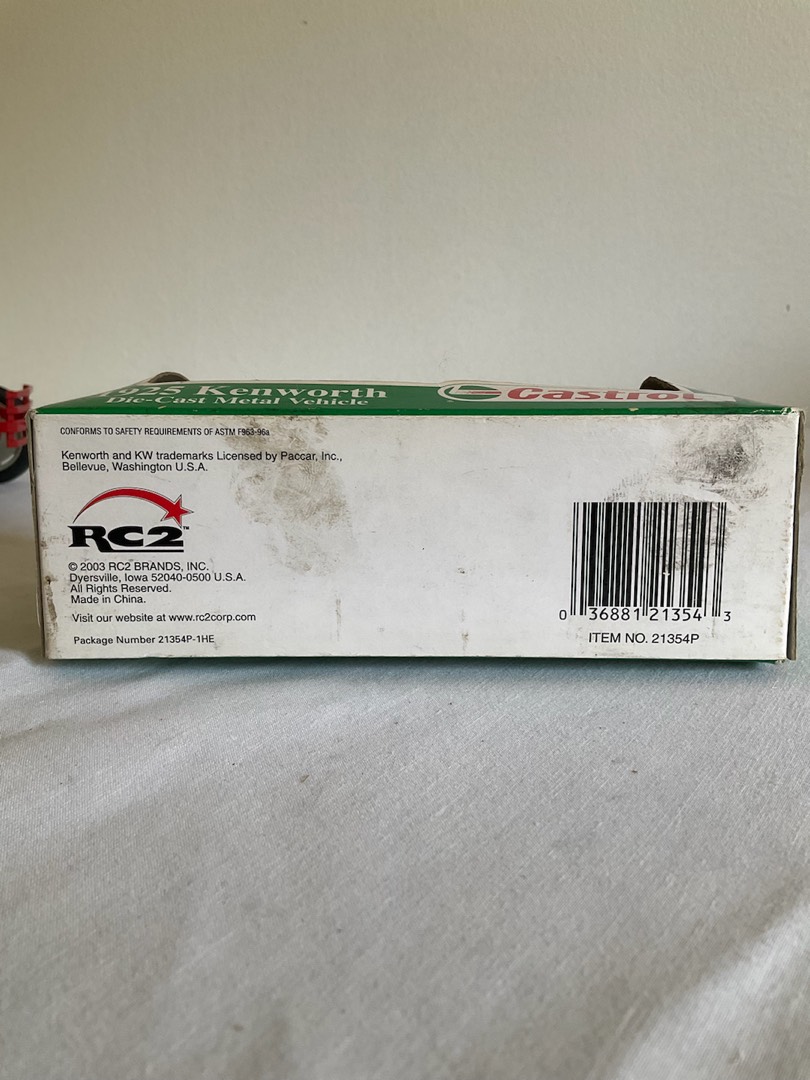 925 Kenworth
Die-Cast Metal Vehicle
Castrol
CONFORMS TO SAFETY REQUIREMENTS OF ASTM F963-96a
Kenworth and KW trademarks Licensed by Paccar, Inc.,
Bellevue, Washington U.S.A.
RC2™
© 2003 RC2 BRANDS, INC.
Dyersville, Iowa 52040-0500 U.S.A.
All Rights Reserved.
Made in China.
Visit our website at www.rc2corp.com
Package Number 21354P-1HE
0 36881 21354 3
ITEM NO. 21354P